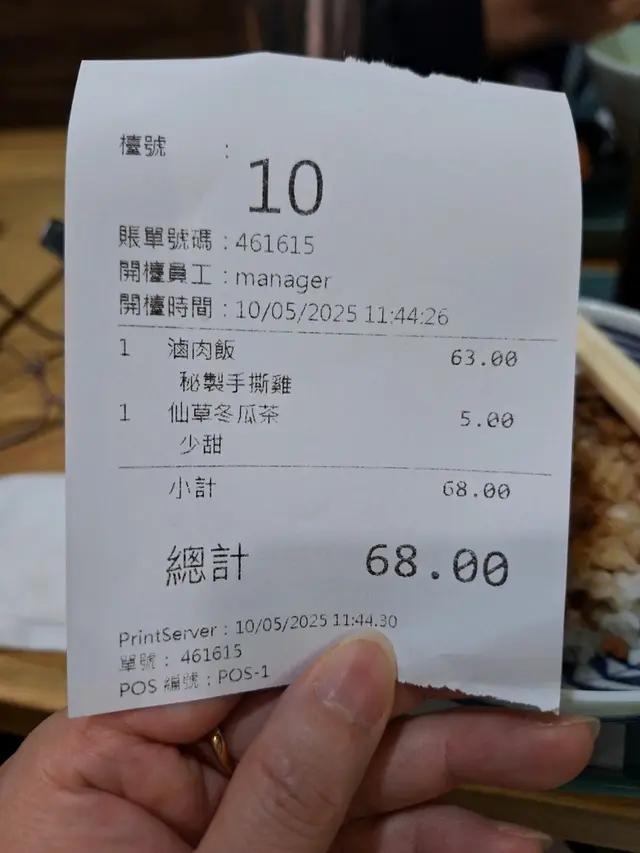 檯號 :
10
賬單號碼 : 461615
開檯員工 : manager
開檯時間 : 10/05/2025 11:44:26
1 滷肉飯 63.00
秘製手撕雞
1 仙草冬瓜茶 5.00
少甜
小計 68.00
總計 68.00
PrintServer : 10/05/2025 11:44:30
單號 : 461615
POS 編號 : POS-1